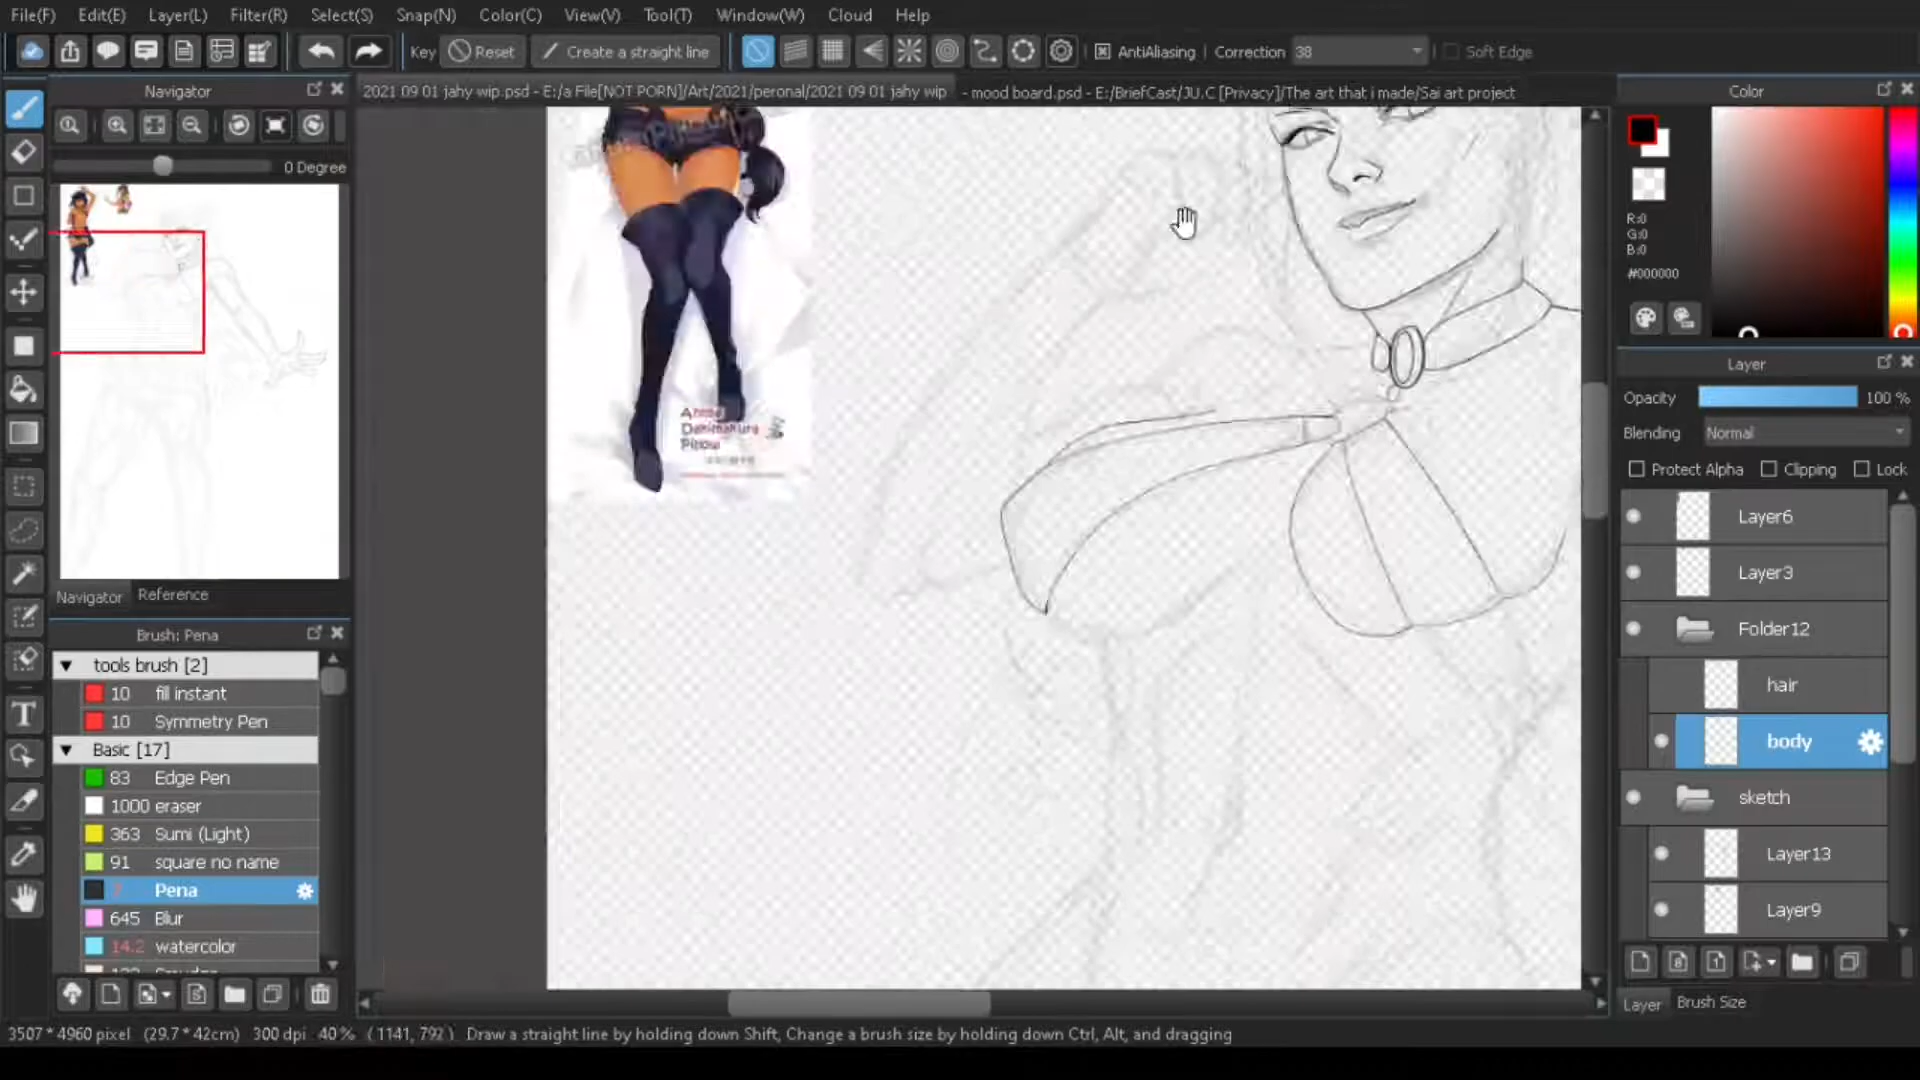 File(F) Edit(E) Layer(L) Filter(R) Select(S) Snap(N) Color(C) View(V) Tool(T) Window(W) Cloud Help
Key Reset Create a straight line AntiAliasing Correction 38 Soft Edge
Navigator
2021 09 01 jahy wip.psd - E:/a File[NOT PORN]/Art/2021/peronal/2021 09 01 jahy wip
- mood board.psd - E:/BriefCast/JU.C [Privacy]/The art that i made/Sai art project
0 Degree
Navigator Reference
Brush: Pena
tools brush [2]
10 fill instant
10 Symmetry Pen
Basic [17]
83 Edge Pen
1000 eraser
363 Sumi (Light)
91 square no name
7 Pena
645 Blur
14.2 watercolor
Color
R:0
G:0
B:0
#000000
Layer
Opacity 100 %
Blending Normal
Protect Alpha Clipping Lock
Layer6
Layer3
Folder12
hair
body
sketch
Layer13
Layer9
Layer Brush Size
3507 * 4960 pixel (29.7 * 42cm) 300 dpi 40% (1141, 792) Draw a straight line by holding down Shift, Change a brush size by holding down Ctrl, Alt, and dragging